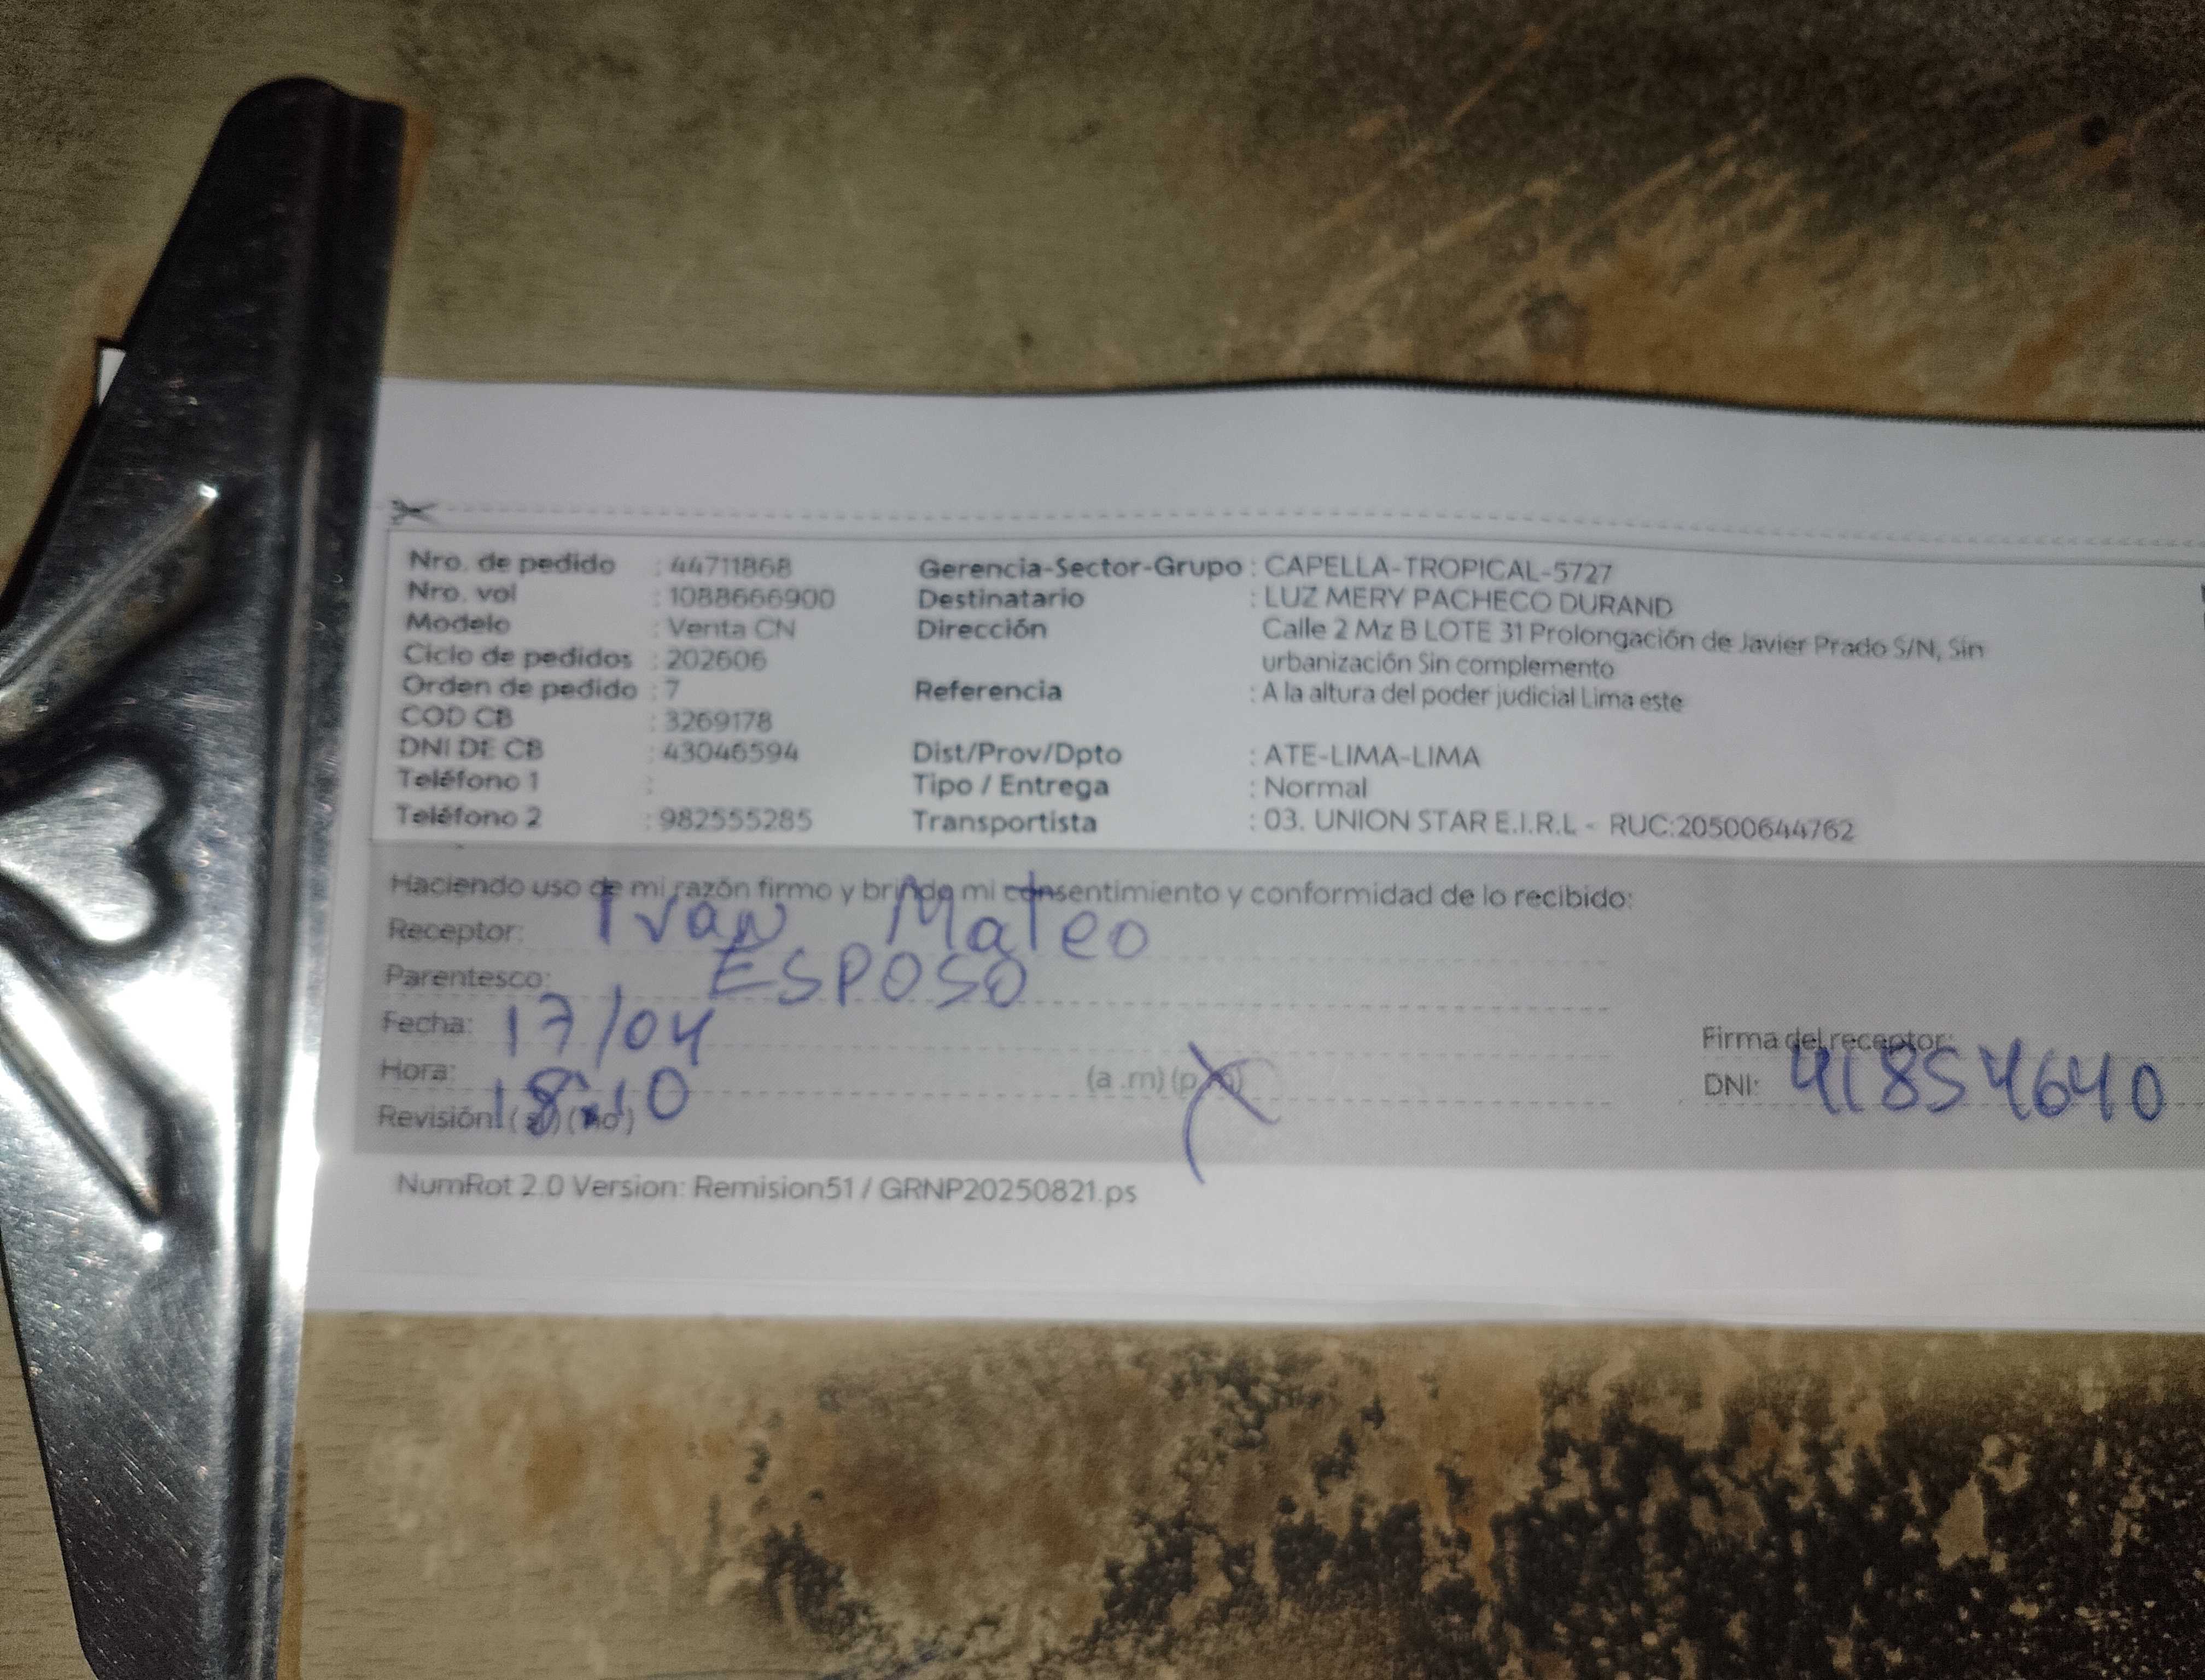 Nro. de pedido : 44711868
Nro. vol : 1088666900
Modelo : Venta CN
Ciclo de pedidos : 202606
Orden de pedido : 7
COD CB : 3269178
DNI DE CB : 43046594
Teléfono 1 :
Teléfono 2 : 982555285
Gerencia-Sector-Grupo : CAPELLA-TROPICAL-5727
Destinatario : LUZ MERY PACHECO DURAND
Dirección : Calle 2 Mz B LOTE 31 Prolongación de Javier Prado S/N, Sin
urbanización Sin complemento
Referencia : A la altura del poder judicial Lima este
Dist/Prov/Dpto : ATE-LIMA-LIMA
Tipo / Entrega : Normal
Transportista : 03. UNION STAR E.I.R.L - RUC:20500644762
Haciendo uso de mi razón firmo y brindo mi consentimiento y conformidad de lo recibido:
Receptor: Ivan Mateo
Parentesco: ESPOSO
Fecha: 17/04
Hora: 18:10 (a .m) (p .m)
Revisión: ( si ) ( no )
Firma del receptor:
DNI: 41854640
NumRot 2.0 Version: Remision51 / GRNP20250821.ps